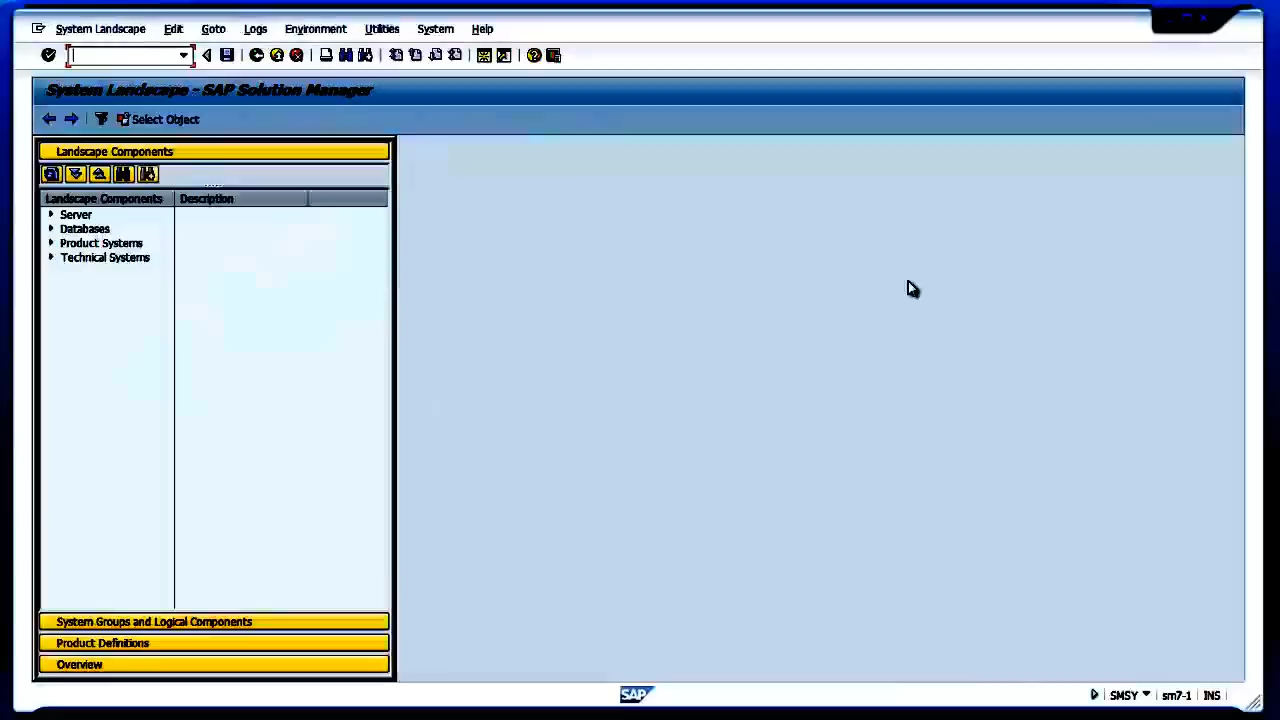 System Landscape Edit Goto Logs Environment Utilities System Help
System Landscape - SAP Solution Manager
Select Object
Landscape Components
Landscape Components Description
Server
Databases
Product Systems
Technical Systems
System Groups and Logical Components
Product Definitions
Overview
SAP
SMSY sm7-1 INS